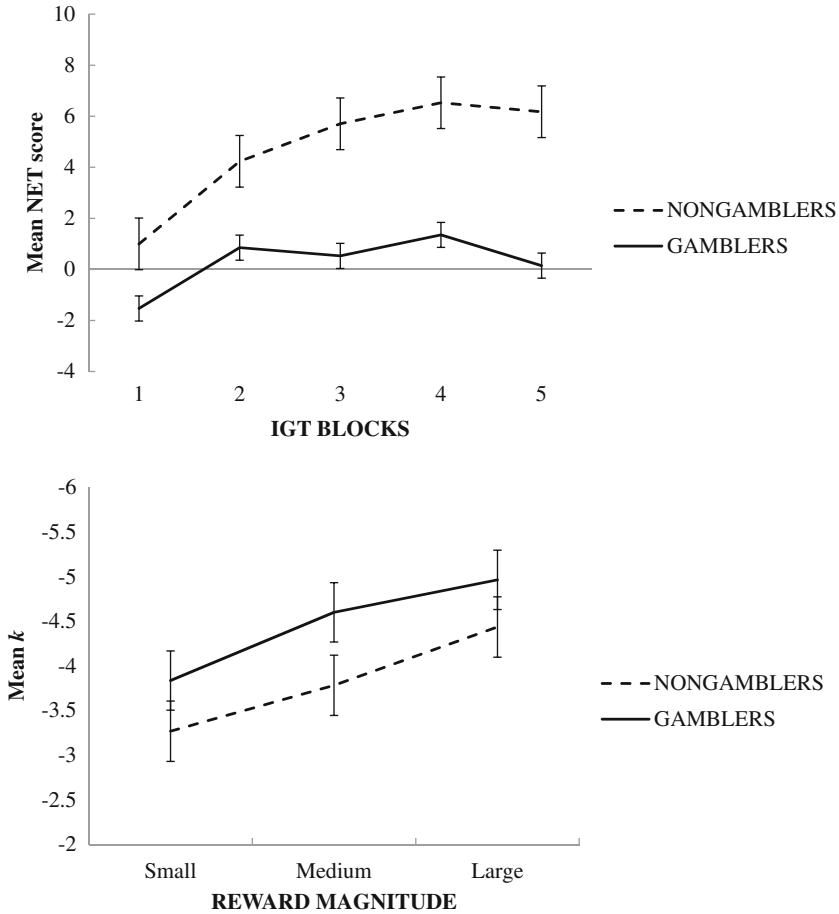 10
8
6
4
2
0
-2
-4
Mean NET score
1 2 3 4 5
IGT BLOCKS
NONGAMBLERS
GAMBLERS
-6
-5.5
-5
-4.5
-4
-3.5
-3
-2.5
-2
Mean k
Small Medium Large
REWARD MAGNITUDE
NONGAMBLERS
GAMBLERS